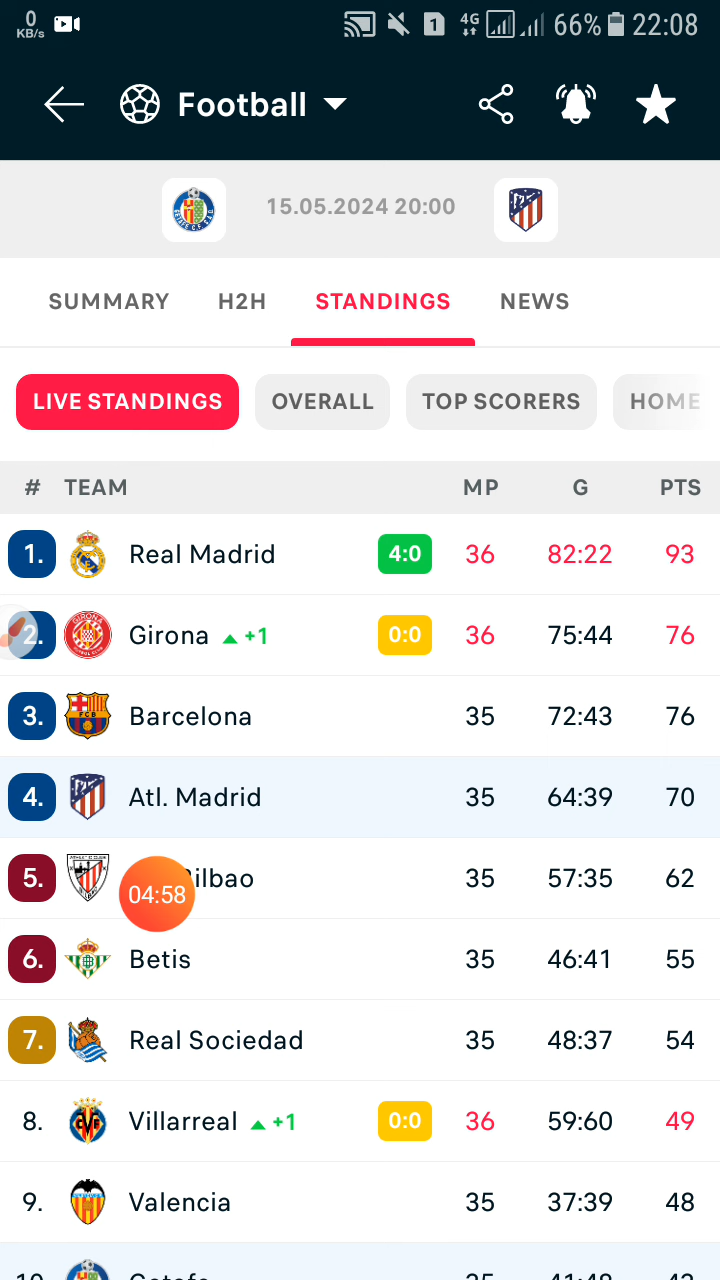 0
KB/s
1 4G 66% 22:08
Football
15.05.2024 20:00
SUMMARY H2H STANDINGS NEWS
LIVE STANDINGS OVERALL TOP SCORERS HOME
# TEAM MP G PTS
1. Real Madrid 4:0 36 82:22 93
2. Girona +1 0:0 36 75:44 76
3. Barcelona 35 72:43 76
4. Atl. Madrid 35 64:39 70
5. Bilbao 35 57:35 62
04:58
6. Betis 35 46:41 55
7. Real Sociedad 35 48:37 54
8. Villarreal +1 0:0 36 59:60 49
9. Valencia 35 37:39 48